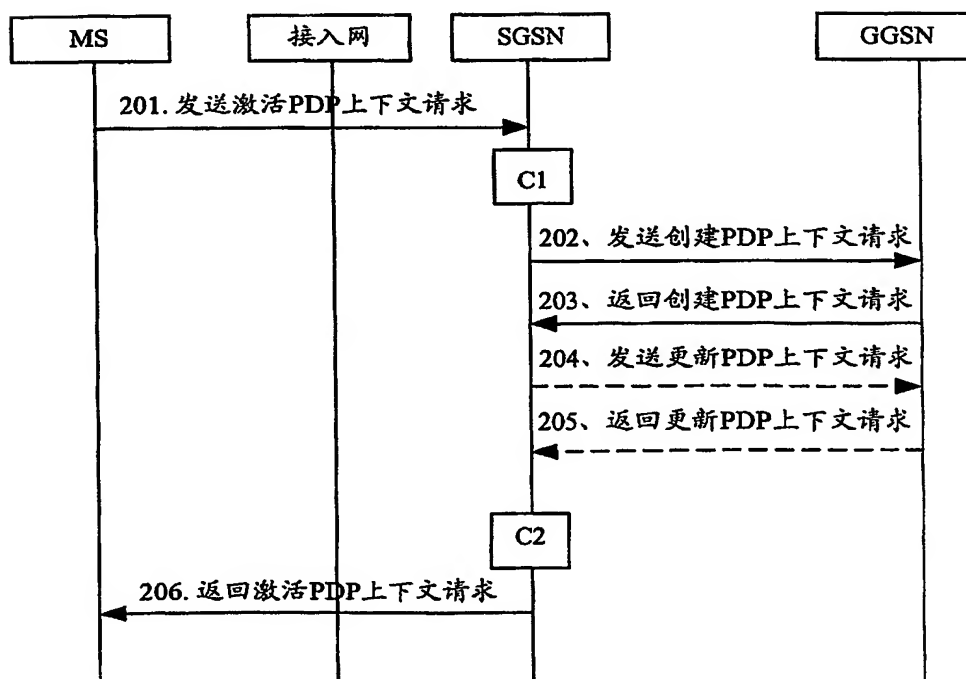 MS
接入网
SGSN
GGSN
201. 发送激活PDP上下文请求
C1
202、发送创建PDP上下文请求
203、返回创建PDP上下文请求
204、发送更新PDP上下文请求
205、返回更新PDP上下文请求
C2
206. 返回激活PDP上下文请求